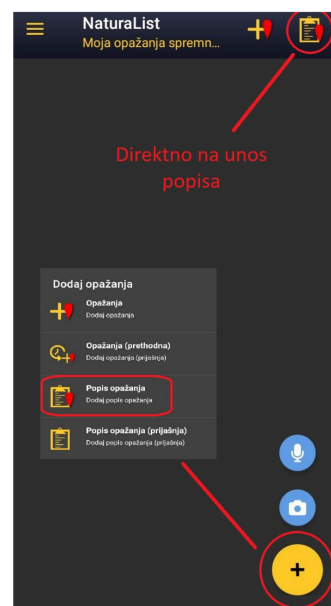 NaturaList
Moja opažanja spremn...
Direktno na unos
popisa
Dodaj opažanja
Opažanja
Dodaj opažanja
Opažanja (prethodna)
Dodaj opažanja (prijašnja)
Popis opažanja
Dodaj popis opažanja
Popis opažanja (prijašnja)
Dodaj popis opažanja (prijašnja)